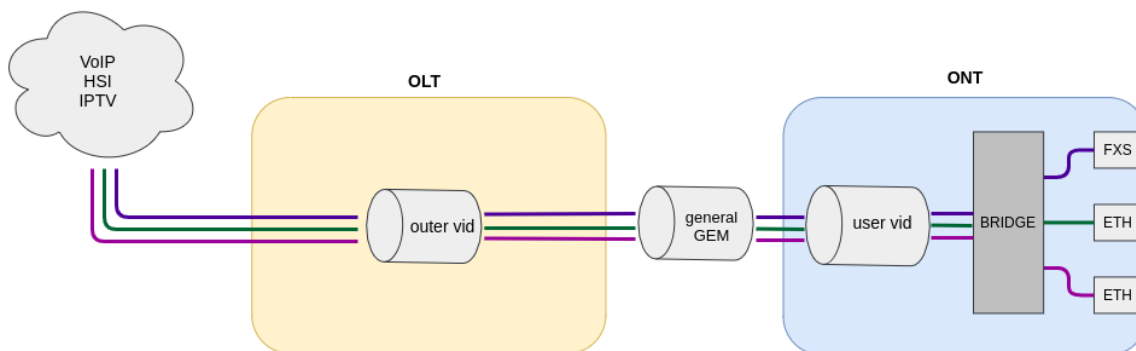 VoIP
HSI
IPTV
OLT
ONT
outer vid
general
GEM
user vid
BRIDGE
FXS
ETH
ETH